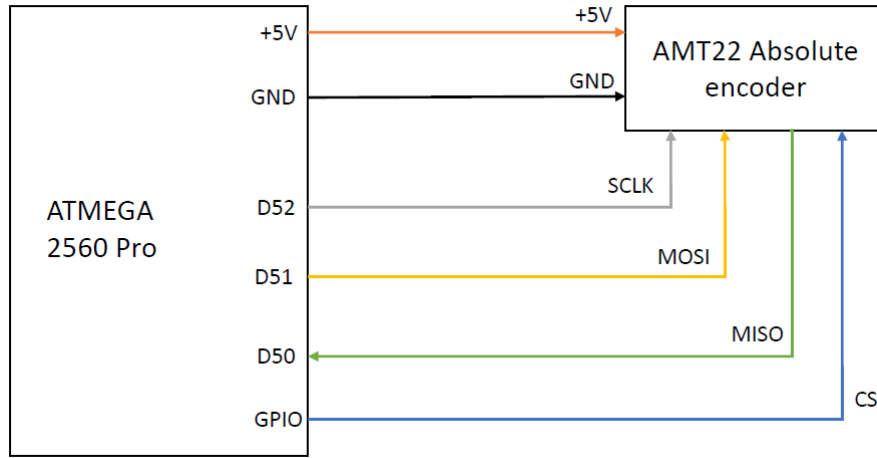 +5V
+5V
AMT22 Absolute
encoder
GND
GND
SCLK
D52
ATMEGA
2560 Pro
MOSI
D51
MISO
D50
CS
GPIO